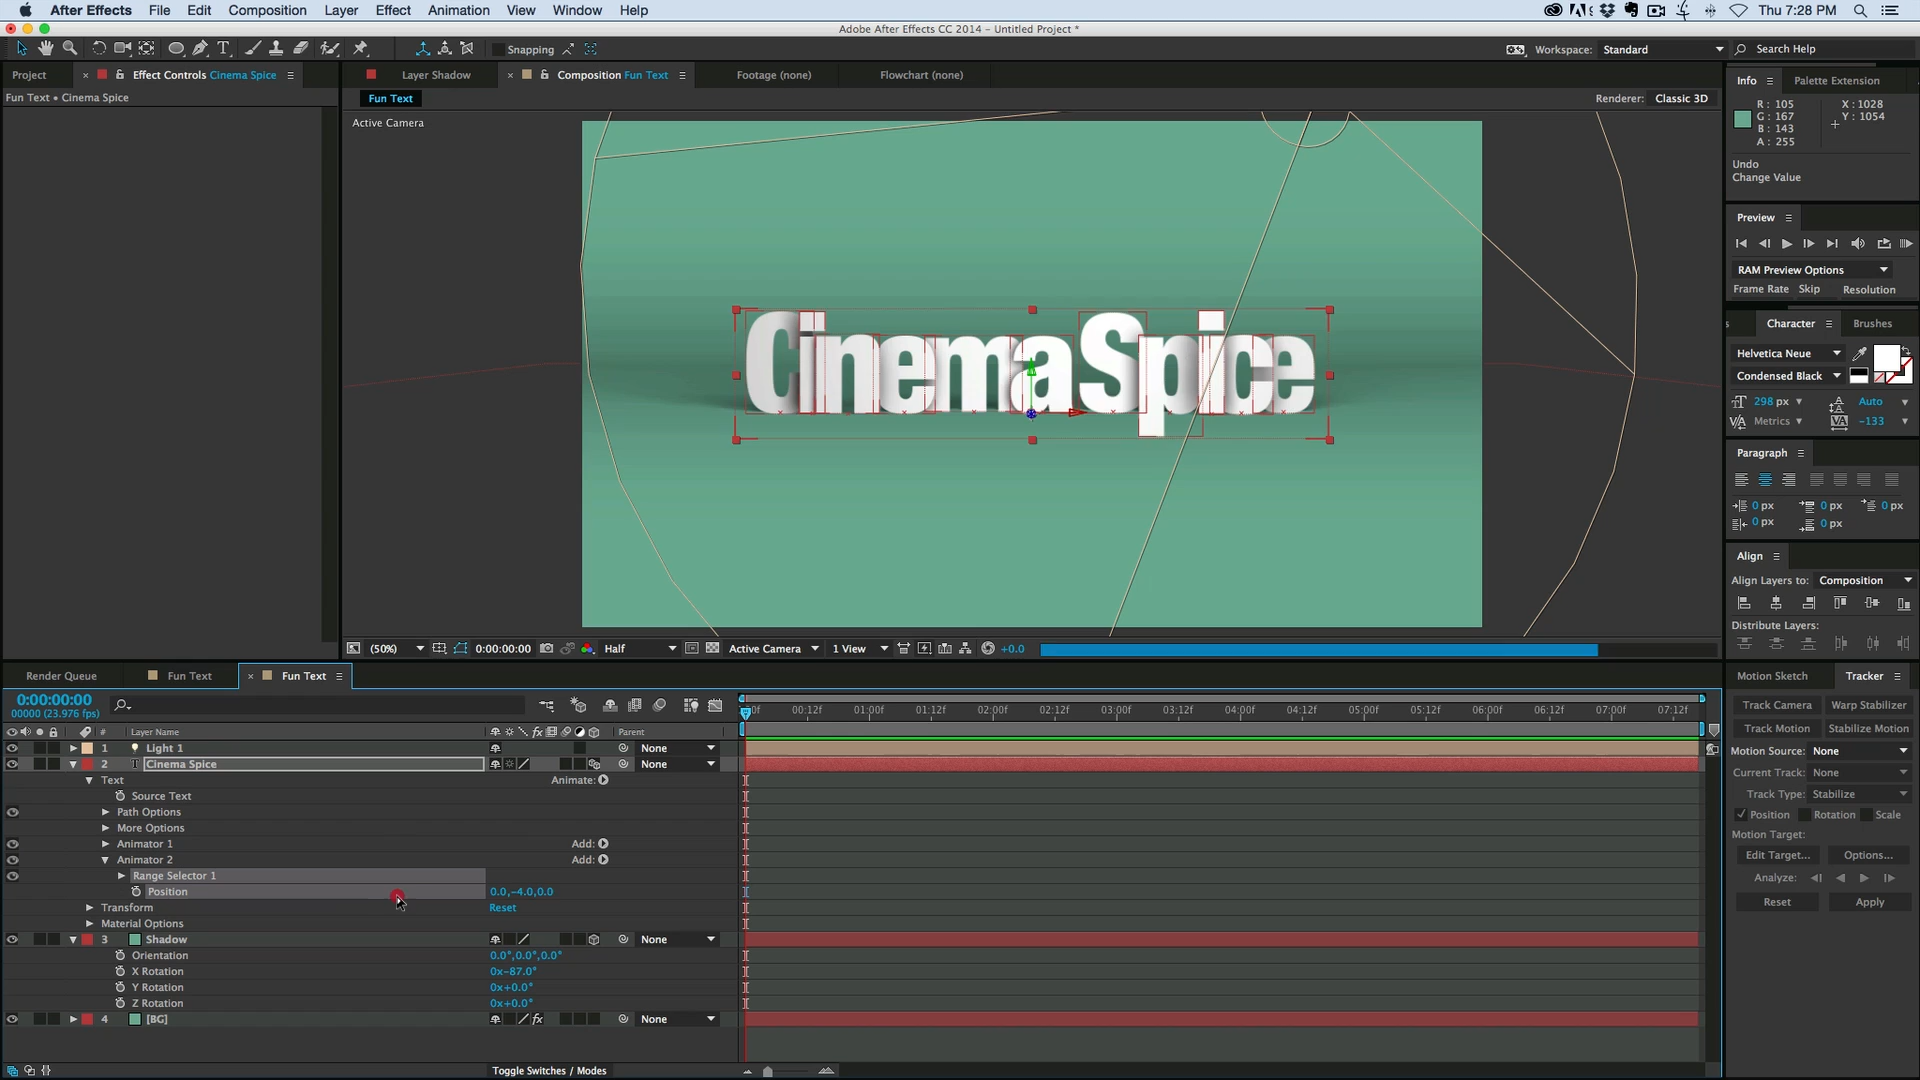 After Effects File Edit Composition Layer Effect Animation View Window Help Thu 7:28 PM
Adobe After Effects CC 2014 - Untitled Project *
Snapping Workspace: Standard Search Help
Project Effect Controls Cinema Spice Layer Shadow Composition Fun Text Footage (none) Flowchart (none) Info Palette Extension
Fun Text • Cinema Spice Fun Text Renderer: Classic 3D
Active Camera
R: 105 X: 1028
G: 167 Y: 1054
B: 143
A: 255
Undo
Change Value
Preview
RAM Preview Options
Frame Rate Skip Resolution
Character Brushes
Helvetica Neue
Condensed Black
298 px Auto
Metrics -133
Paragraph
0 px 0 px 0 px
0 px 0 px
Align
Align Layers to: Composition
Distribute Layers:
CinemaSpice
(50%) 0:00:00:00 Half Active Camera 1 View +0.0
Render Queue Fun Text Fun Text Motion Sketch Tracker
0:00:00:00
00000 (23.976 fps)
00:12f 01:00f 01:12f 02:00f 02:12f 03:00f 03:12f 04:00f 04:12f 05:00f 05:12f 06:00f 06:12f 07:00f 07:12f
Track Camera Warp Stabilizer
Track Motion Stabilize Motion
Motion Source: None
Current Track: None
Track Type: Stabilize
Position Rotation Scale
Motion Target:
Edit Target... Options...
Analyze:
Reset Apply
# Layer Name Parent
1 Light 1 None
2 T Cinema Spice None
Text Animate:
Source Text
Path Options
More Options
Animator 1 Add:
Animator 2 Add:
Range Selector 1
Position 0.0,-4.0,0.0
Transform Reset
Material Options
3 Shadow None
Orientation 0.0°,0.0°,0.0°
X Rotation 0x-87.0°
Y Rotation 0x+0.0°
Z Rotation 0x+0.0°
4 [BG] fx None
Toggle Switches / Modes